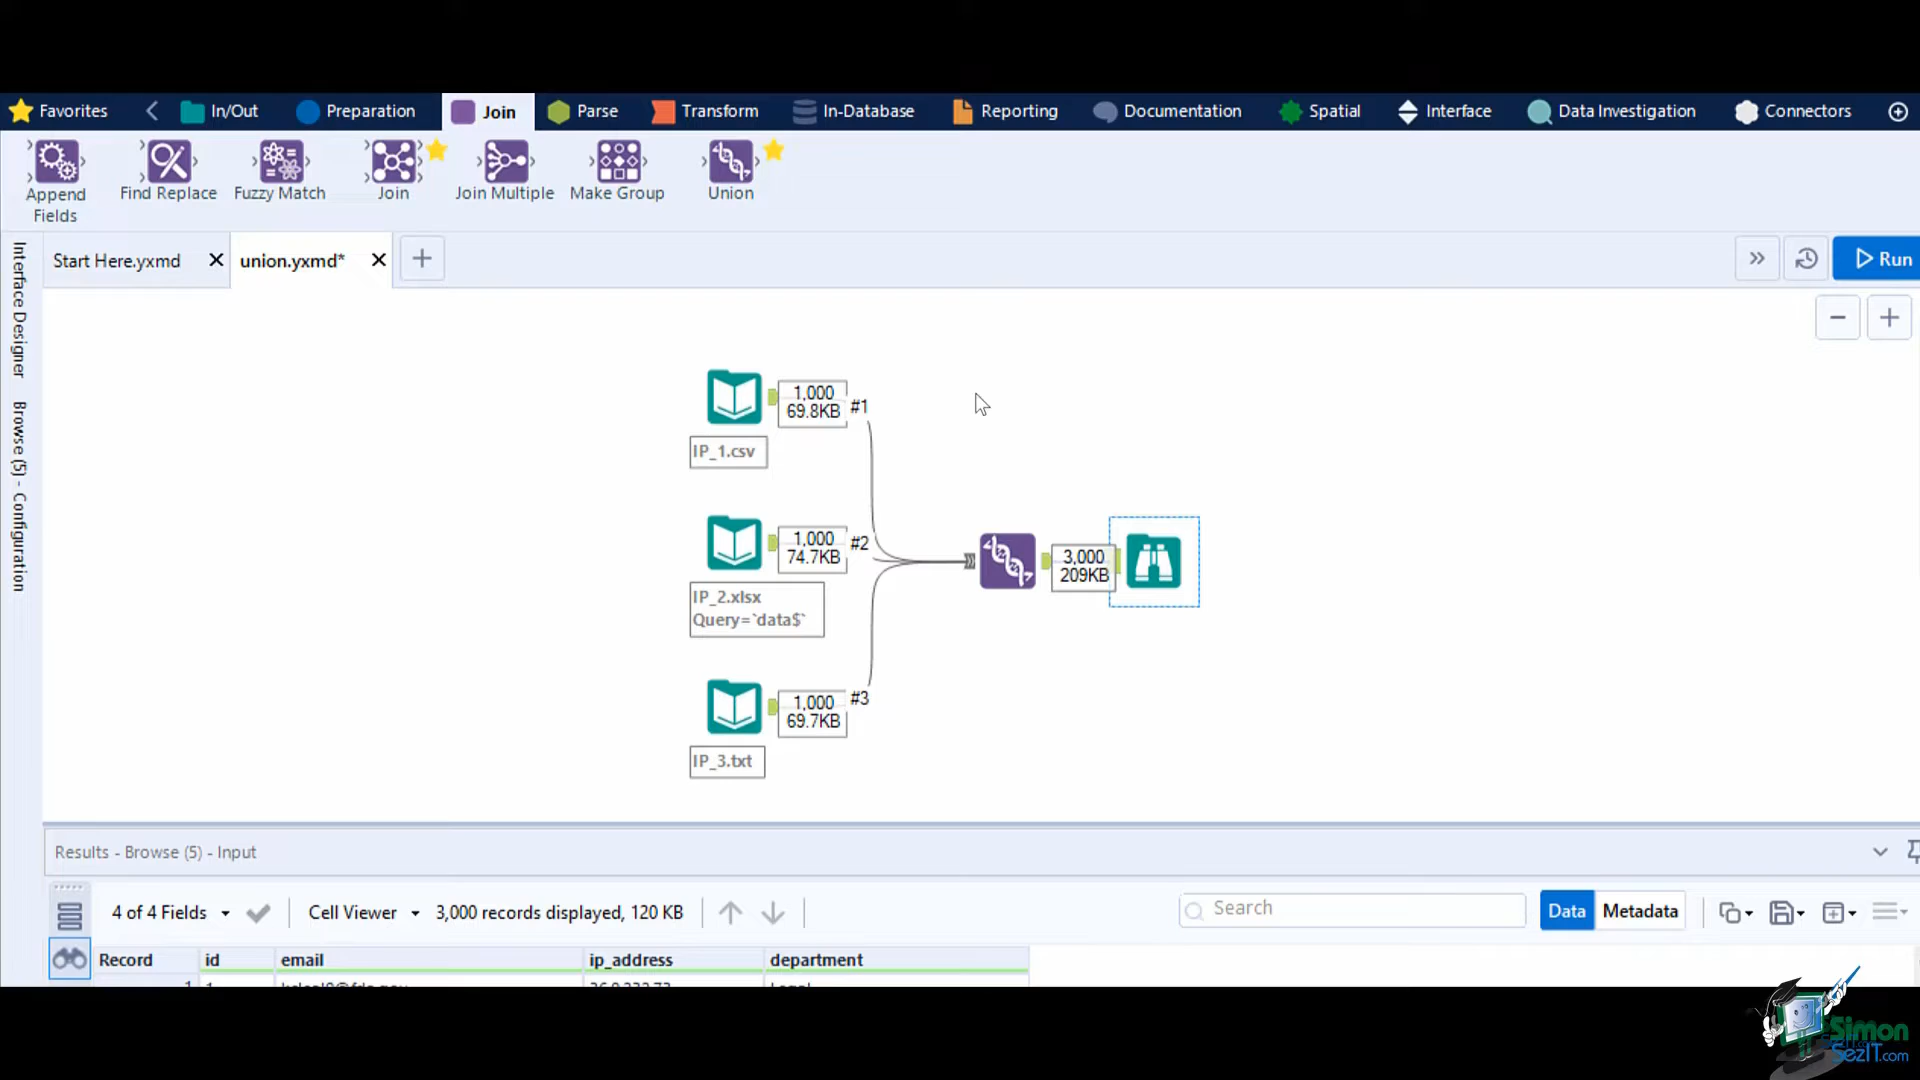 Favorites
In/Out
Preparation
Join
Parse
Transform
In-Database
Reporting
Documentation
Spatial
Interface
Data Investigation
Connectors
Append
Fields
Find Replace
Fuzzy Match
Join
Join Multiple
Make Group
Union
Interface Designer
Browse (5) - Configuration
Start Here.yxmd
union.yxmd*
Run
1,000
69.8KB
#1
IP_1.csv
1,000
74.7KB
#2
IP_2.xlsx
Query=`data$`
3,000
209KB
1,000
69.7KB
#3
IP_3.txt
Results - Browse (5) - Input
4 of 4 Fields
Cell Viewer
3,000 records displayed, 120 KB
Search
Data
Metadata
Record
id
email
ip_address
department
Simon
SezIT.com